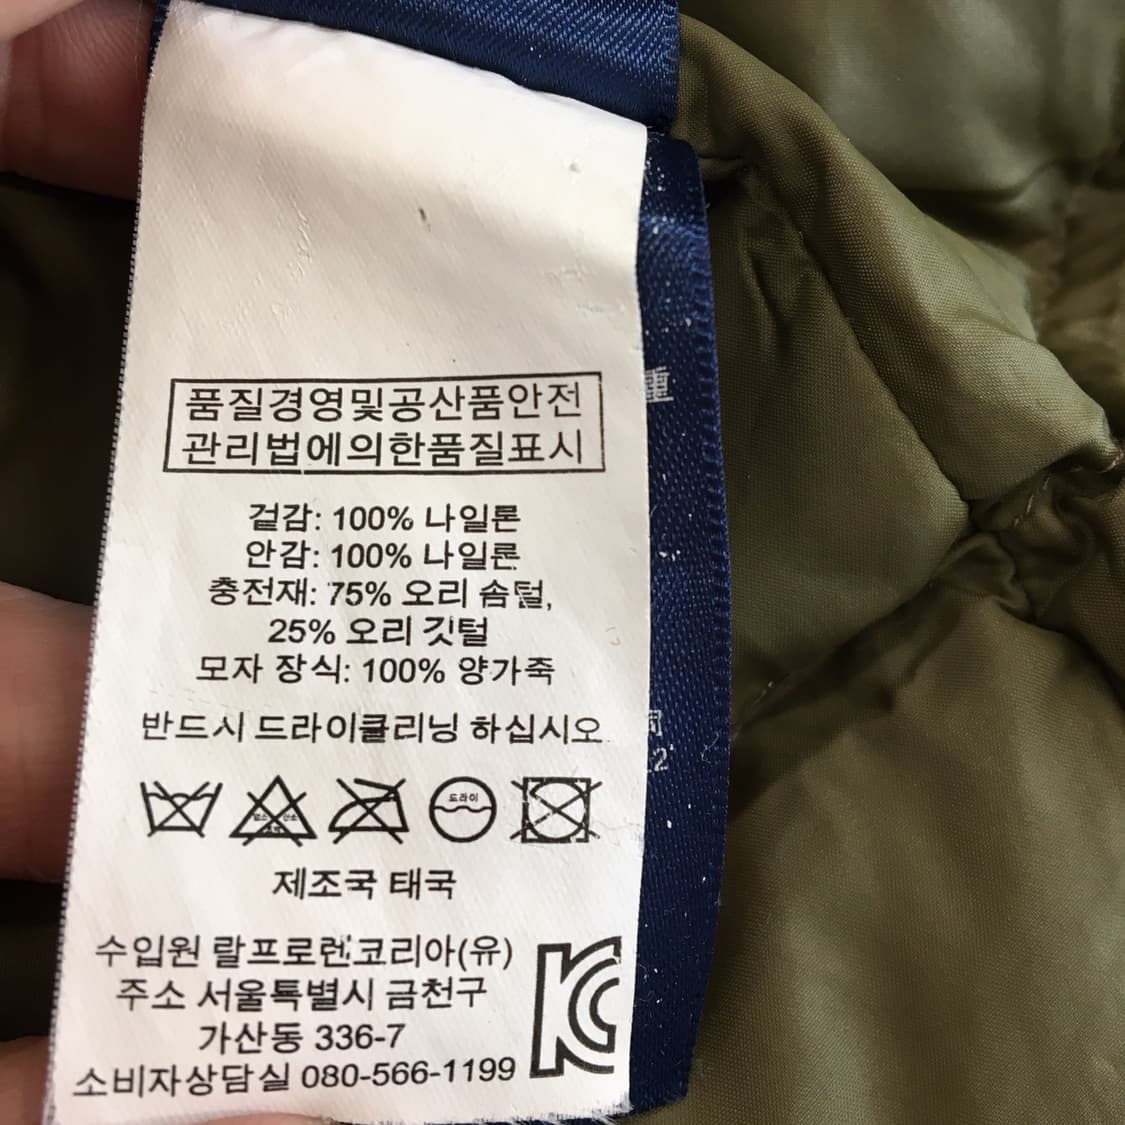 품질경영및공산품안전
관리법에의한품질표시
겉감: 100% 나일론
안감: 100% 나일론
충전재: 75% 오리 솜털,
25% 오리 깃털
모자 장식: 100% 양가죽
반드시 드라이클리닝 하십시오
드라이
제조국 태국
수입원 랄프로렌코리아(유)
주소 서울특별시 금천구
가산동 336-7
소비자상담실 080-566-1199
KC
重